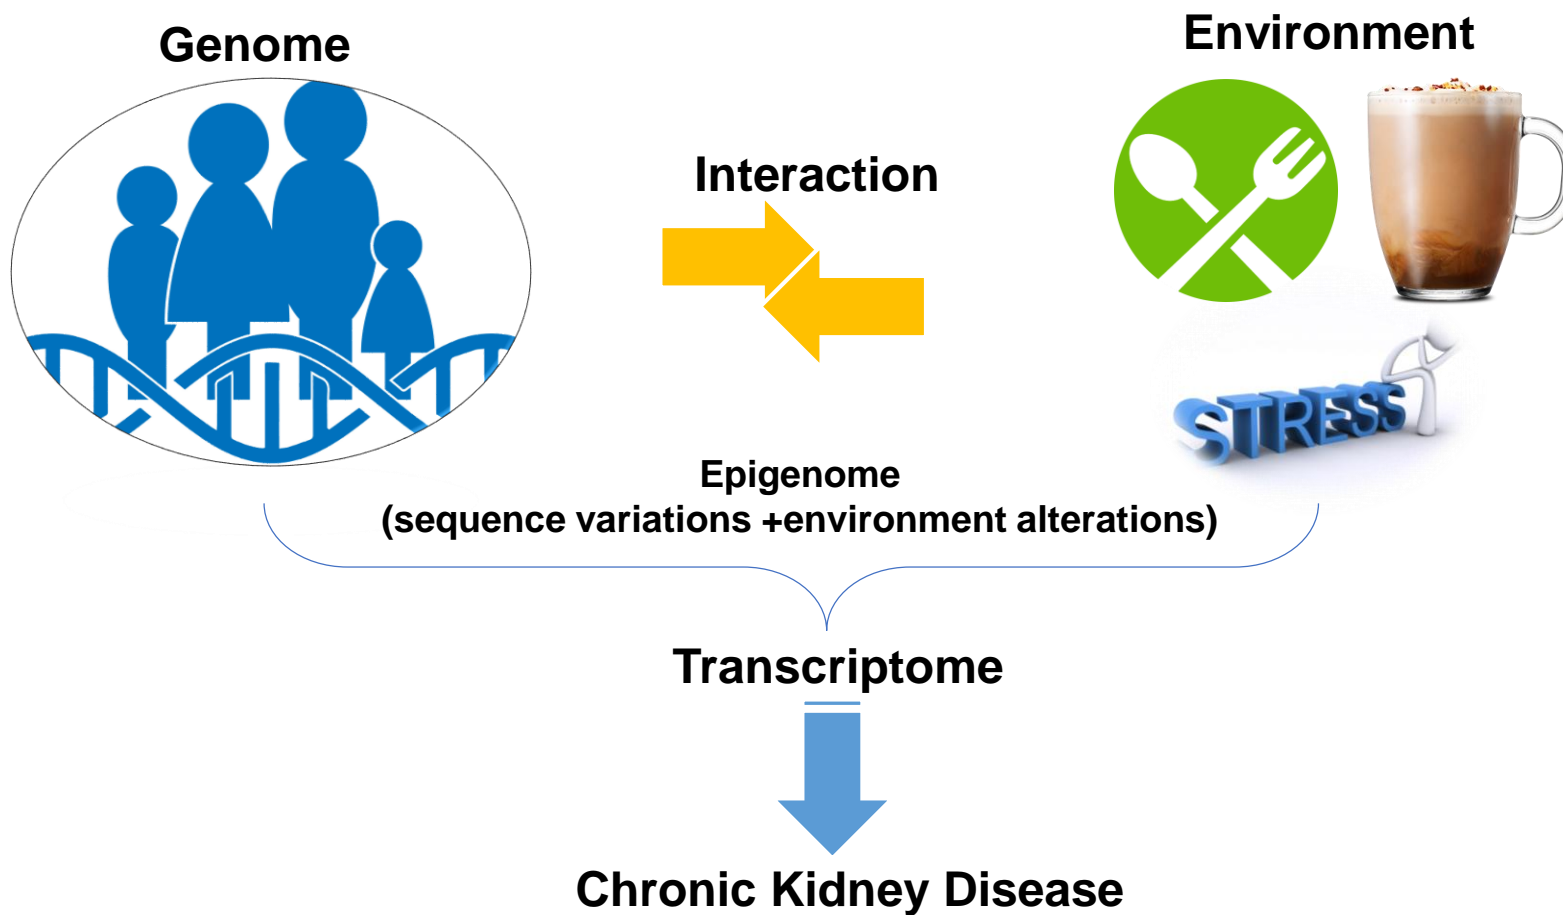 Genome
Environment
Interaction
STRESS
Epigenome
(sequence variations +environment alterations)
Transcriptome
Chronic Kidney Disease